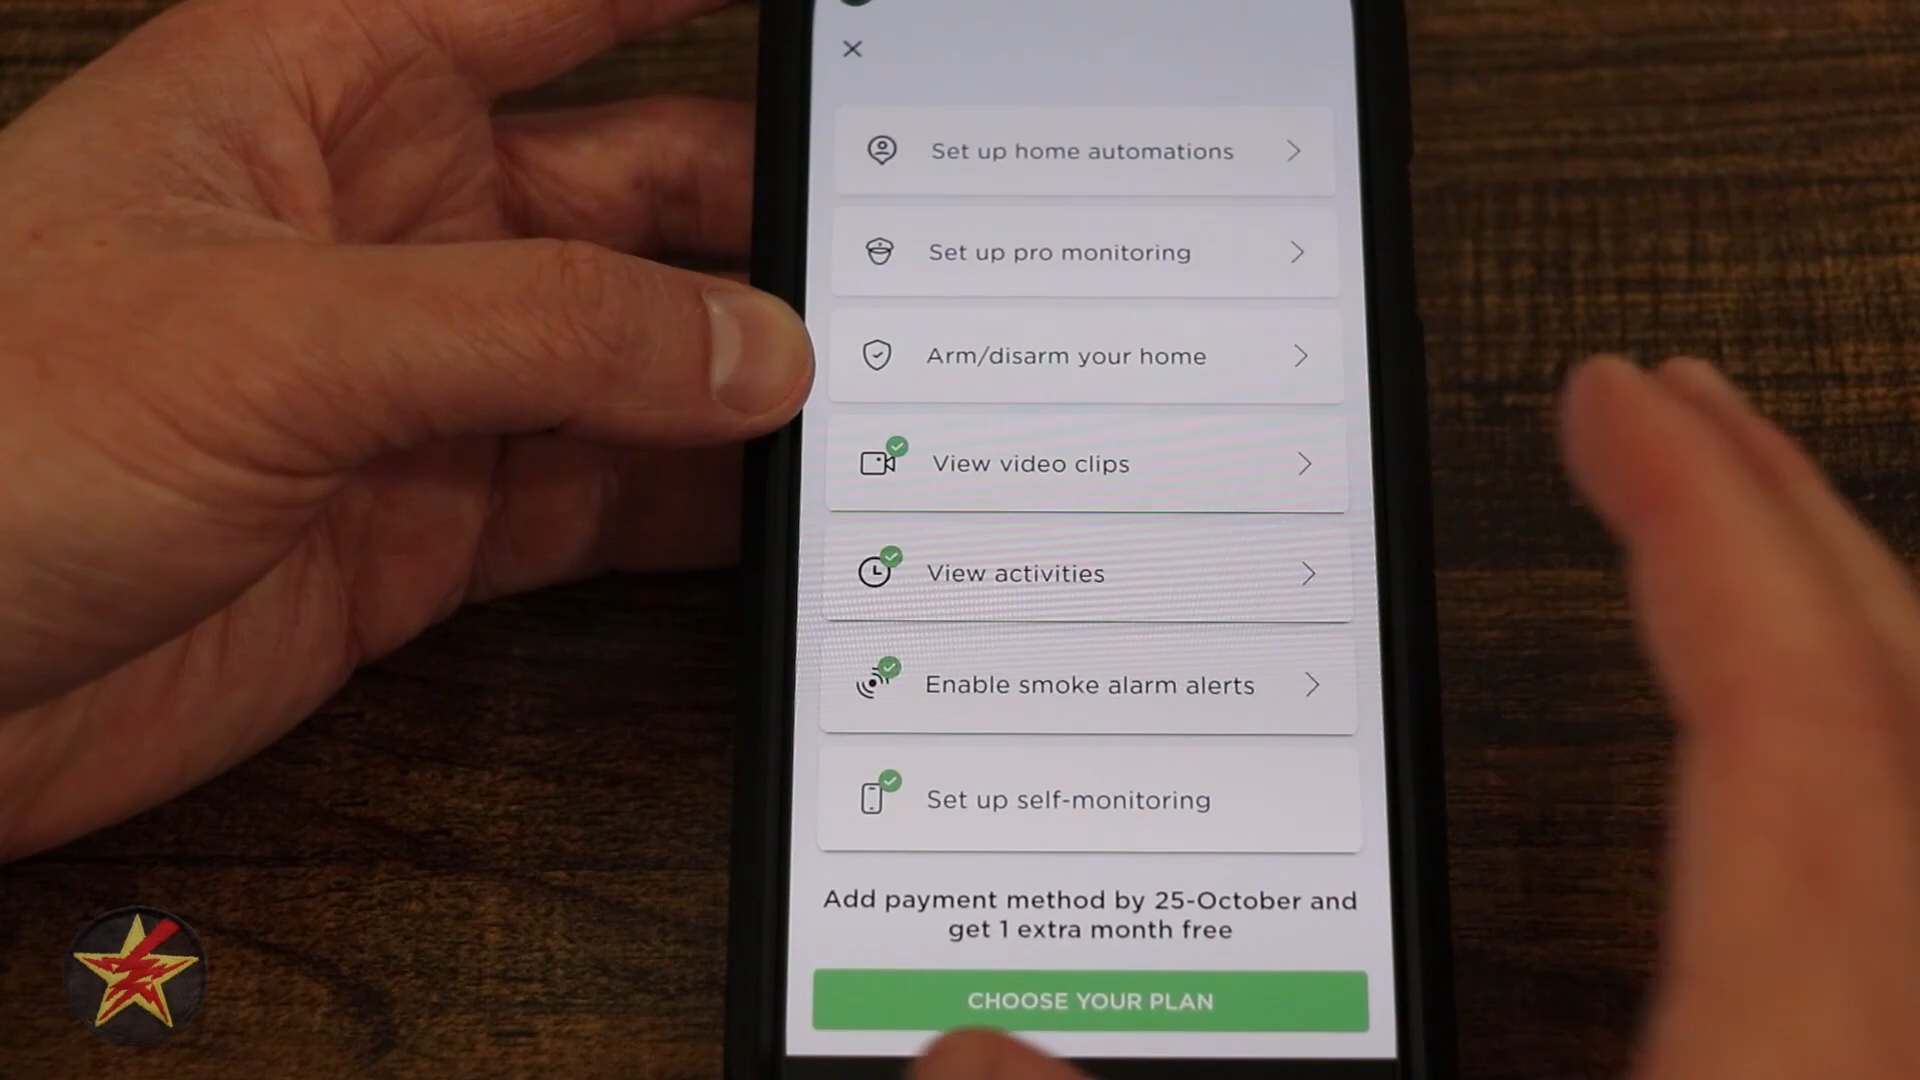 Set up home automations
Set up pro monitoring
Arm/disarm your home
View video clips
View activities
Enable smoke alarm alerts
Set up self-monitoring
Add payment method by 25-October and
get 1 extra month free
CHOOSE YOUR PLAN